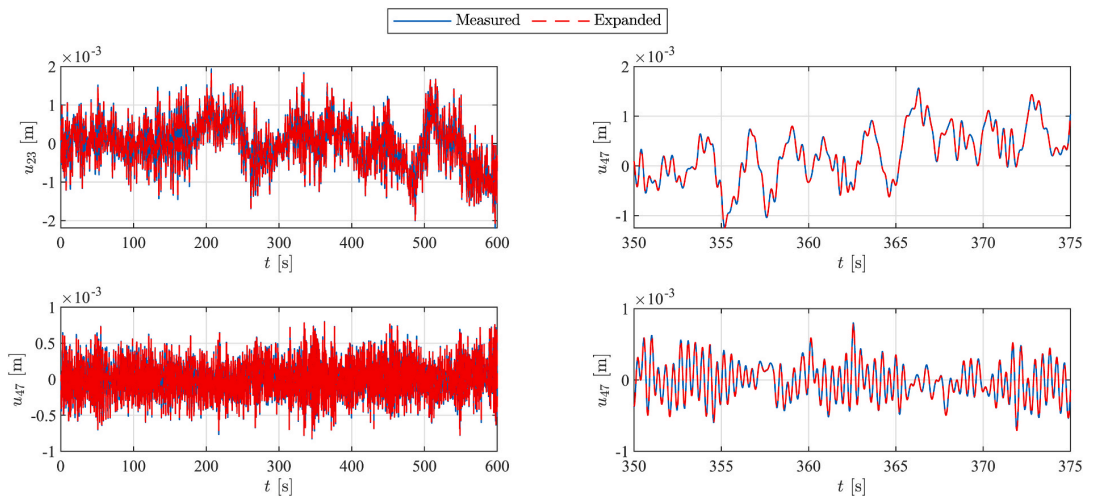 Measured Expanded
×10⁻³
2
1
0
-1
-2
u₂₃ [m]
0 100 200 300 400 500 600
t [s]
×10⁻³
2
1
0
-1
u₄₇ [m]
350 355 360 365 370 375
t [s]
×10⁻³
1
0.5
0
-0.5
-1
u₄₇ [m]
0 100 200 300 400 500 600
t [s]
×10⁻³
1
0
-1
u₄₇ [m]
350 355 360 365 370 375
t [s]